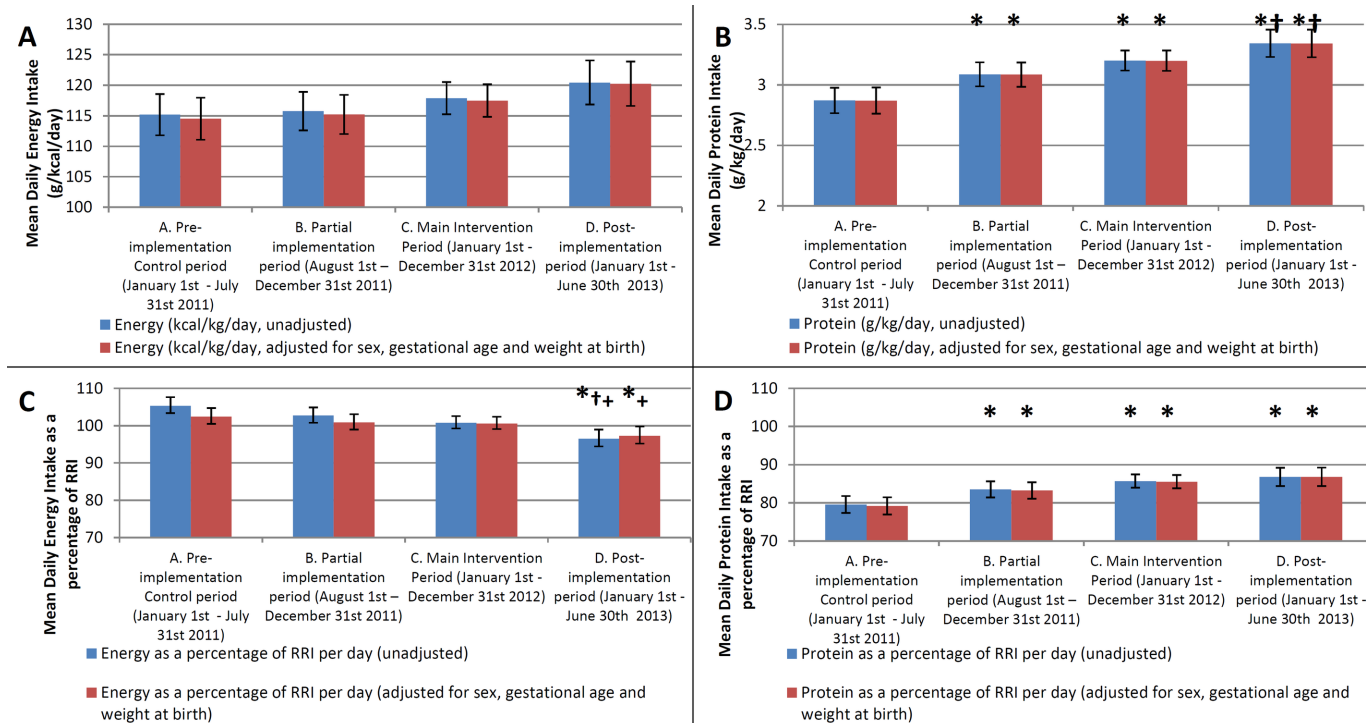 A
Mean Daily Energy Intake
(g/kcal/day)
130
125
120
115
110
105
100
A. Pre-
implementation
Control period
(January 1st - July
31st 2011)
B. Partial
implementation
period (August 1st –
December 31st 2011)
C. Main Intervention
Period (January 1st -
December 31st 2012)
D. Post-
implementation
period (January 1st -
June 30th 2013)
Energy (kcal/kg/day, unadjusted)
Energy (kcal/kg/day, adjusted for sex, gestational age and weight at birth)
B
Mean Daily Protein Intake
(g/kg/day)
3.5
3
2.5
2
* *
* *
*† *†
A. Pre-
implementation
Control period
(January 1st - July
31st 2011)
B. Partial
implementation
period (August 1st –
December 31st 2011)
C. Main Intervention
Period (January 1st -
December 31st 2012)
D. Post-
implementation
period (January 1st -
June 30th 2013)
Protein (g/kg/day, unadjusted)
Protein (g/kg/day, adjusted for sex, gestational age and weight at birth)
C
Mean Daily Energy Intake as a
percentage of RRI
110
100
90
80
70
*†+ *+
A. Pre-
implementation
Control period
(January 1st - July
31st 2011)
B. Partial
implementation
period (August 1st –
December 31st 2011)
C. Main Intervention
Period (January 1st -
December 31st 2012)
D. Post-
implementation
period (January 1st -
June 30th 2013)
Energy as a percentage of RRI per day (unadjusted)
Energy as a percentage of RRI per day (adjusted for sex, gestational age and
weight at birth)
D
Mean Daily Protein Intake as a
percentage of RRI
110
100
90
80
70
* *
* *
* *
A. Pre-
implementation
Control period
(January 1st - July
31st 2011)
B. Partial
implementation
period (August 1st –
December 31st 2011)
C. Main Intervention
Period (January 1st -
December 31st 2012)
D. Post-
implementation
period (January 1st -
June 30th 2013)
Protein as a percentage of RRI per day (unadjusted)
Protein as a percentage of RRI per day (adjusted for sex, gestational age and
weight at birth)